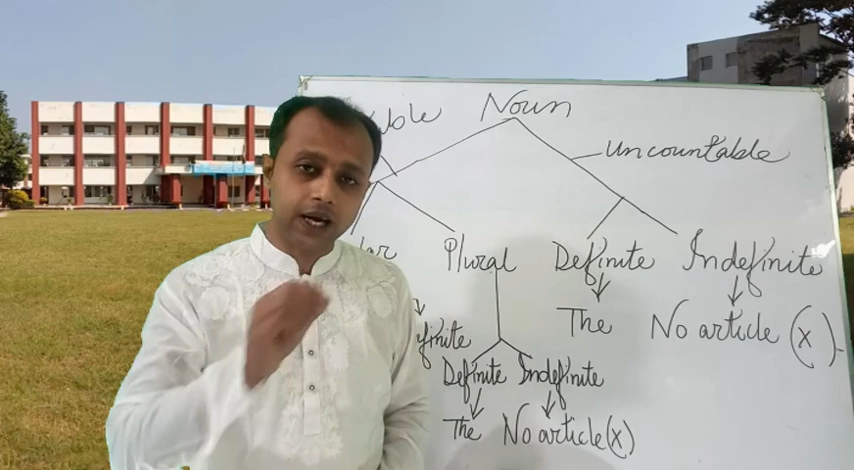 Noun
uncountable
Plural Definite Indefinite
The No article (x)
Definite Indefinite
The No article (x)